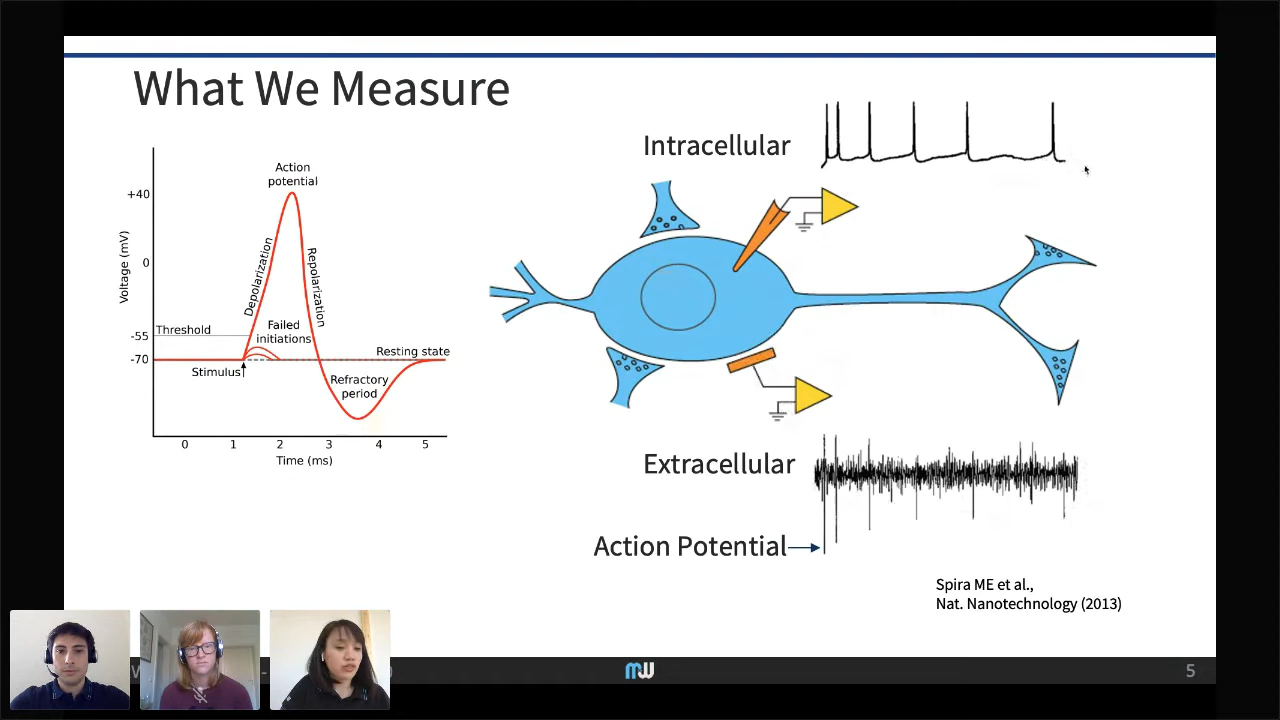 What We Measure
Action
potential
+40
0
-55
-70
Voltage (mV)
Depolarization
Repolarization
Threshold
Failed
initiations
Stimulus
Resting state
Refractory
period
0 1 2 3 4 5
Time (ms)
Intracellular
Extracellular
Action Potential
Spira ME et al.,
Nat. Nanotechnology (2013)
MW
5